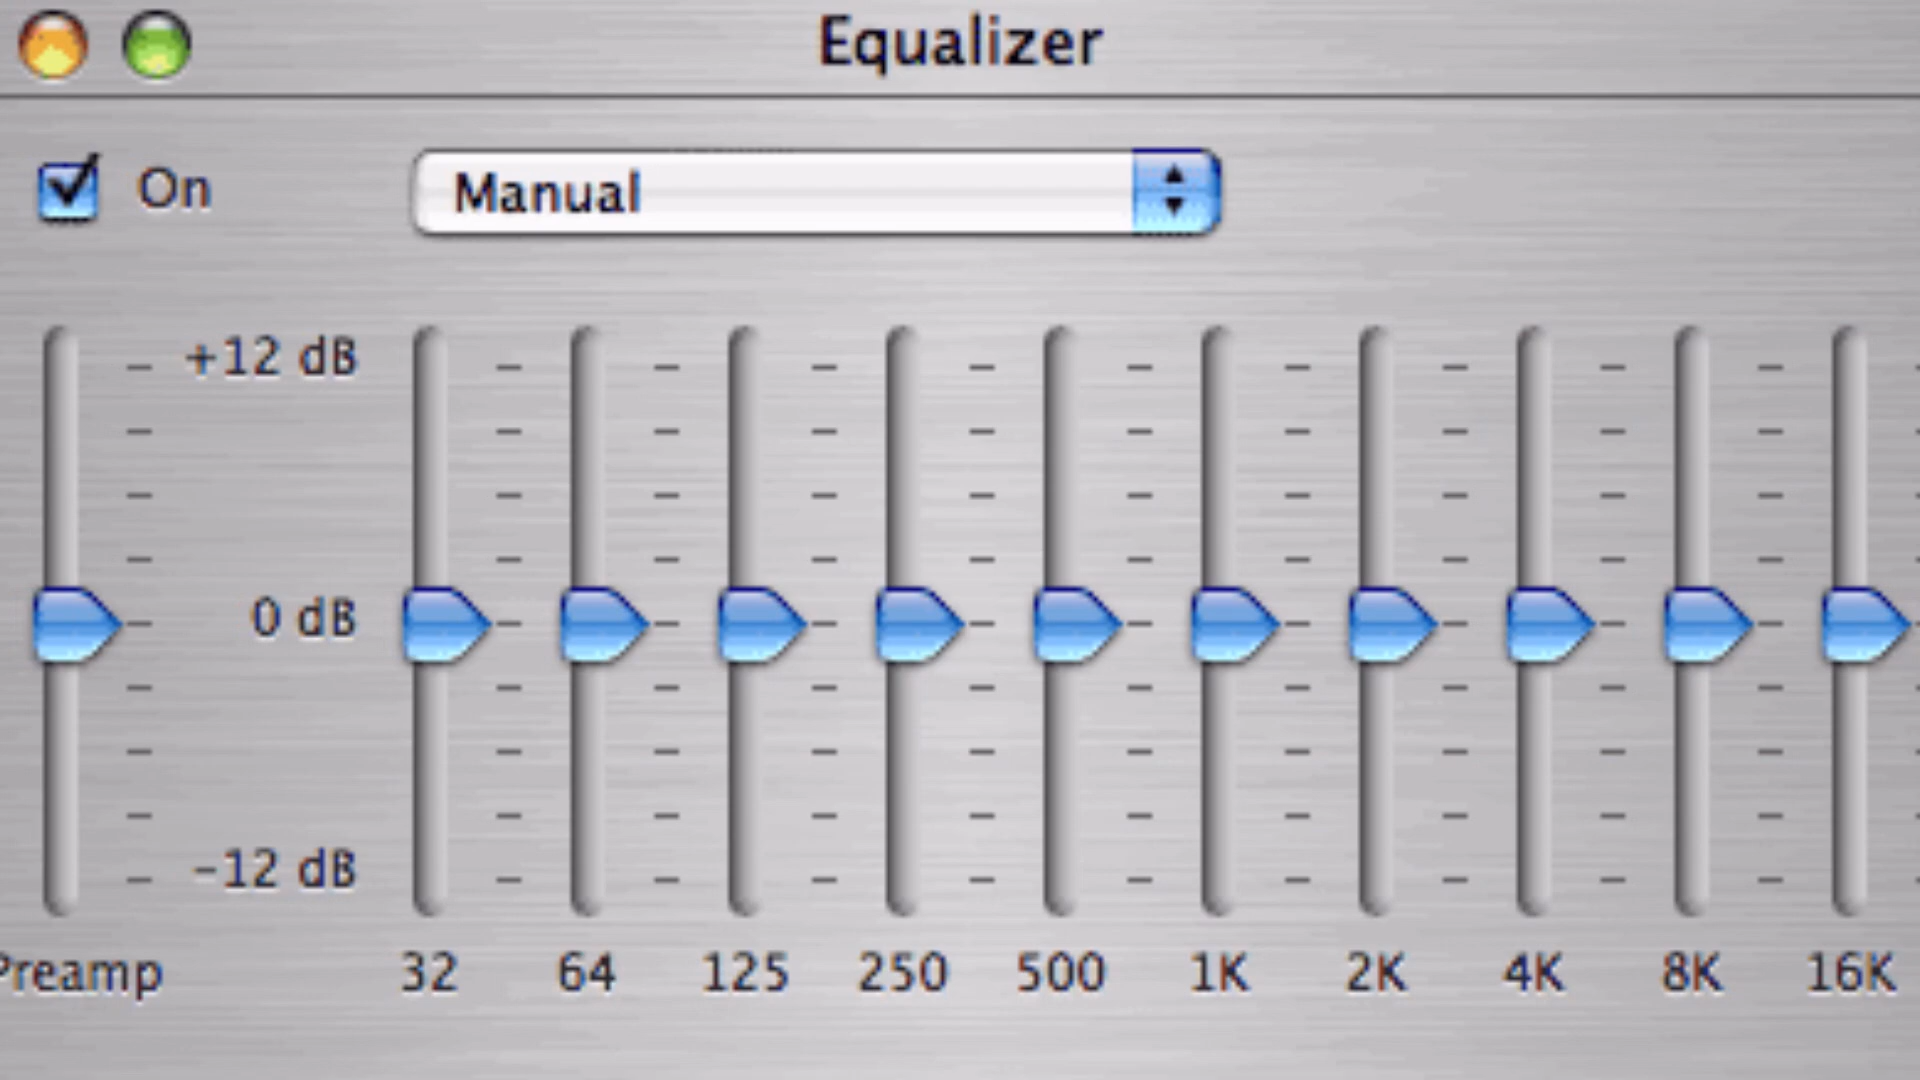 Equalizer
On
Manual
+12 dB
0 dB
-12 dB
Preamp 32 64 125 250 500 1K 2K 4K 8K 16K